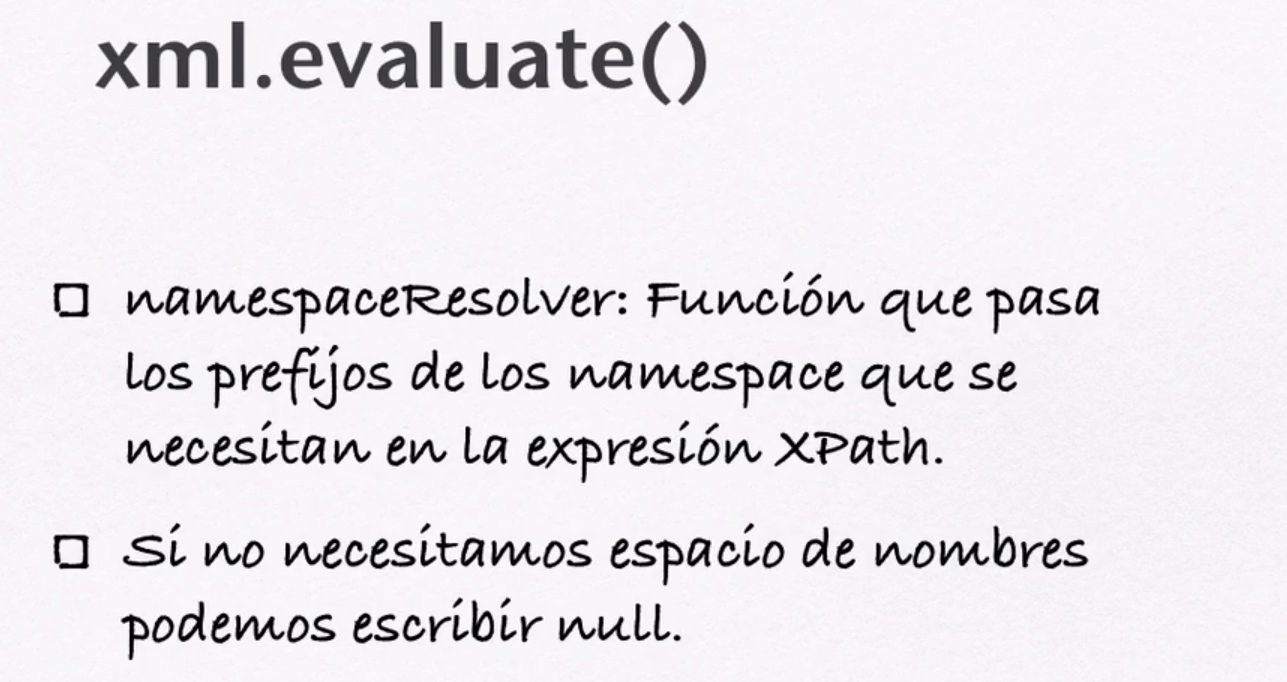 xml.evaluate()
namespaceResolver: Función que pasa
los prefijos de los namespace que se
necesitan en la expresión XPath.
Si no necesitamos espacio de nombres
podemos escribir null.